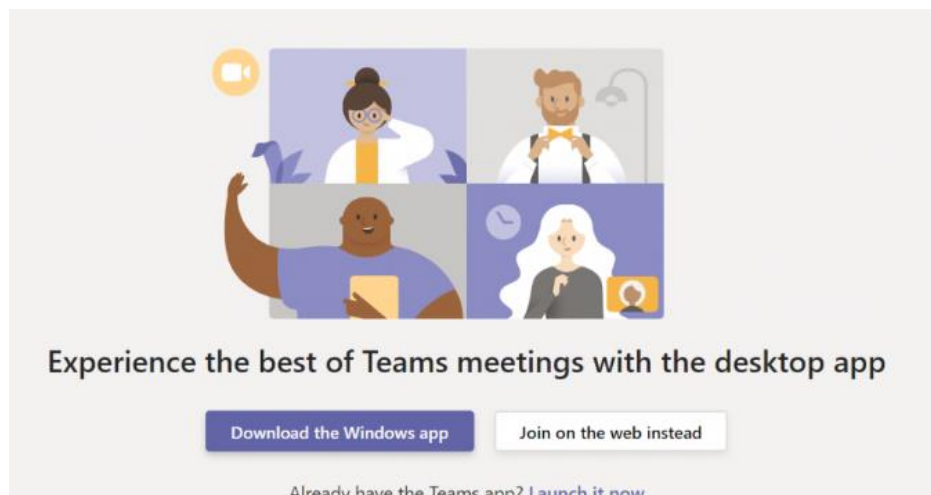 Experience the best of Teams meetings with the desktop app
Download the Windows app
Join on the web instead
Already have the Teams app? Launch it now